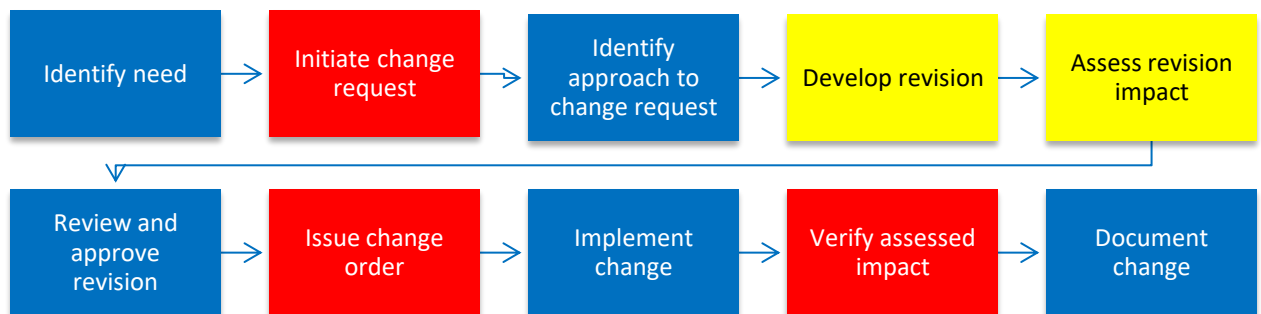 Identify need
Initiate change
request
Identify
approach to
change request
Develop revision
Assess revision
impact
Review and
approve
revision
Issue change
order
Implement
change
Verify assessed
impact
Document
change